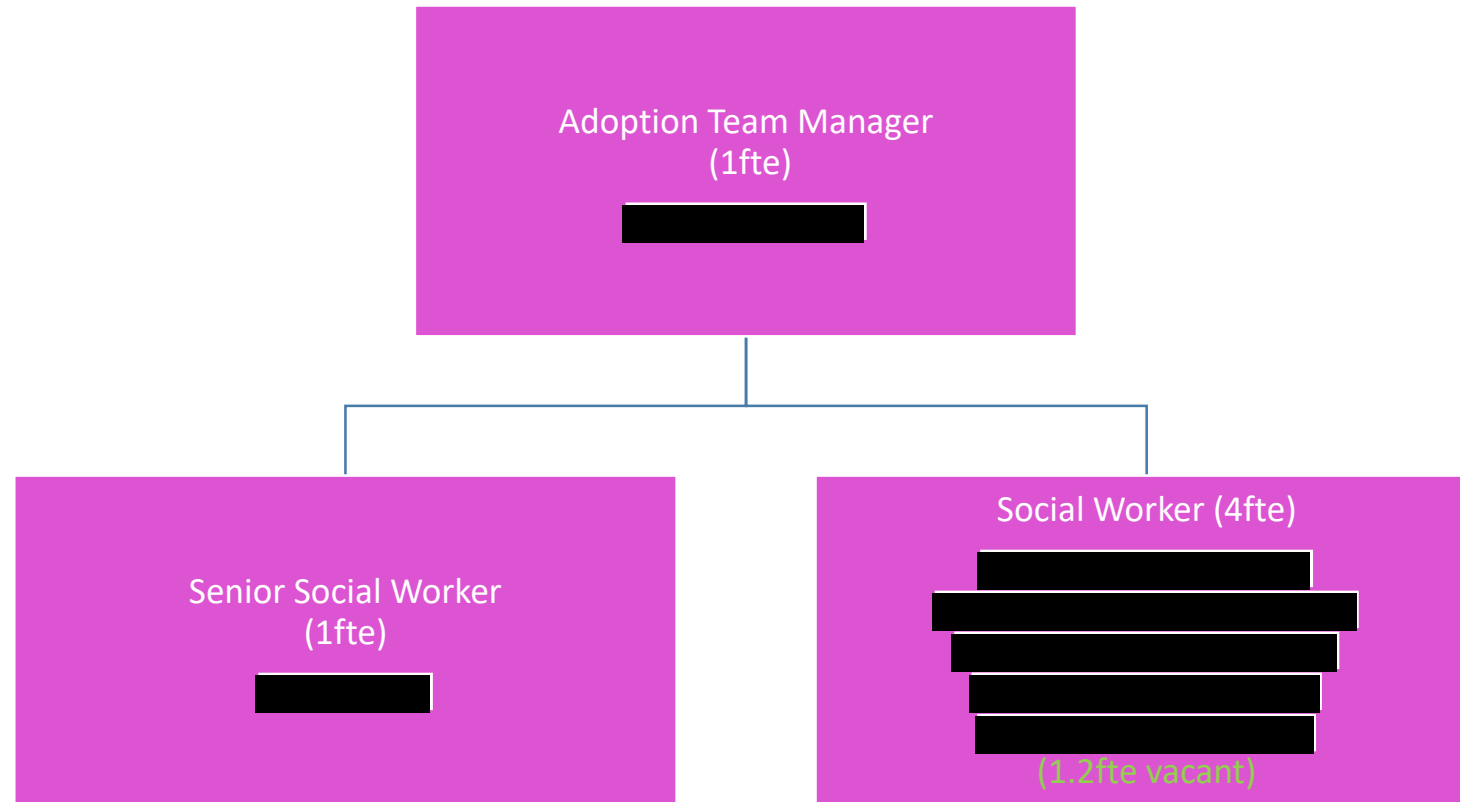 Adoption Team Manager
(1fte)
Senior Social Worker
(1fte)
Social Worker (4fte)
(1.2fte vacant)